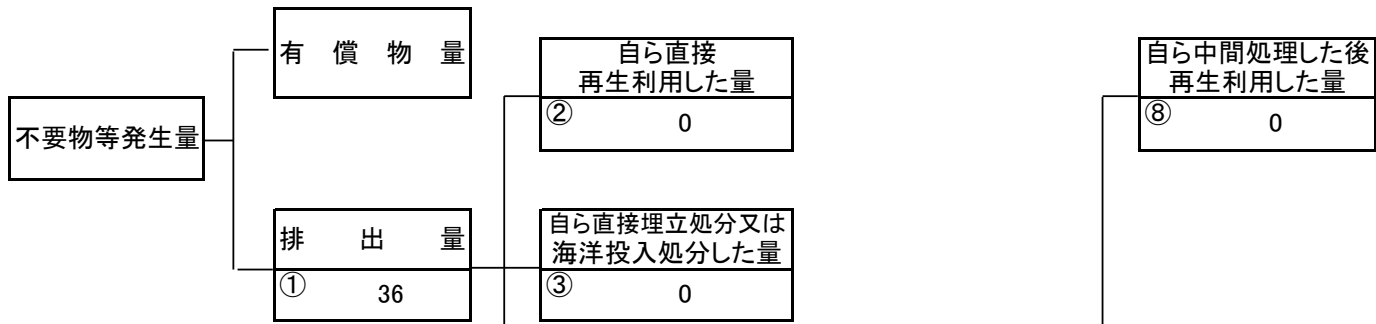 有償物量
自ら直接
再生利用した量
② 0
自ら中間処理した後
再生利用した量
⑧ 0
不要物等発生量
排出量
① 36
自ら直接埋立処分又は
海洋投入処分した量
③ 0